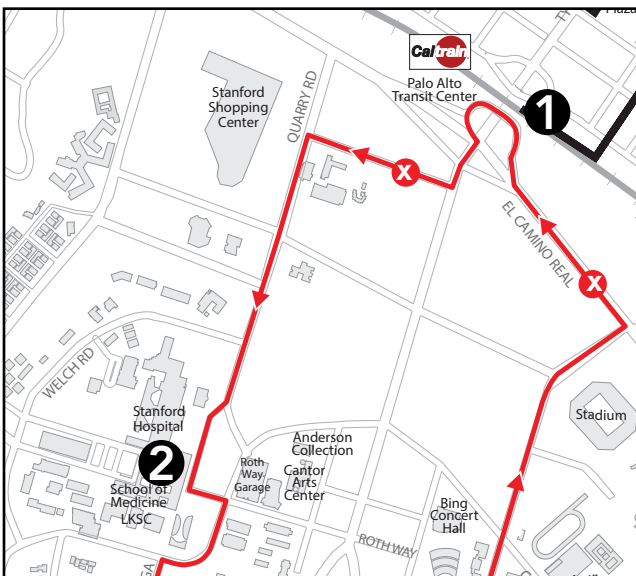 Plaza
Caltrain
Palo Alto
Transit Center
1
Stanford
Shopping
Center
QUARRY RD
X
EL CAMINO REAL
X
WELCH RD
Stanford
Hospital
2
School of
Medicine
LKSC
Roth
Way
Garage
Anderson
Collection
Cantor
Arts
Center
Stadium
Bing
Concert
Hall
ROTH WAY